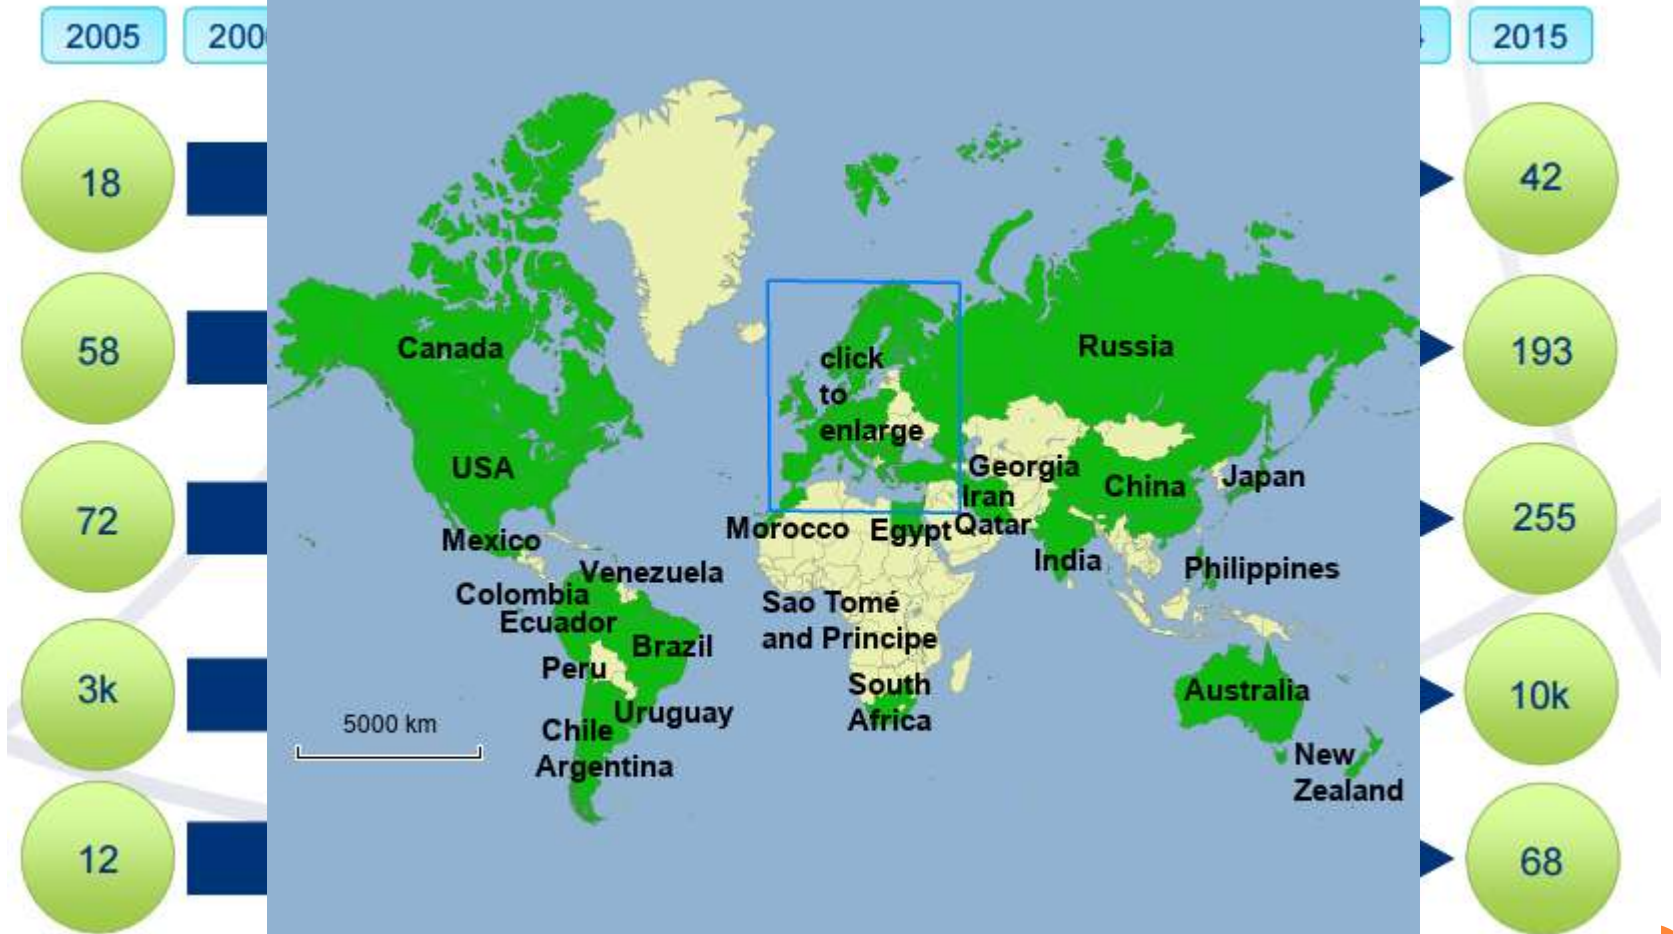 2005
200
2015
18
42
58
193
72
255
3k
10k
12
68
Canada
click
to
enlarge
Russia
USA
Georgia
Iran
China
Japan
Mexico
Morocco
Egypt
Qatar
India
Philippines
Venezuela
Colombia
Ecuador
Sao Tomé
and Principe
Brazil
Peru
South
Africa
Australia
Uruguay
Chile
Argentina
5000 km
New
Zealand